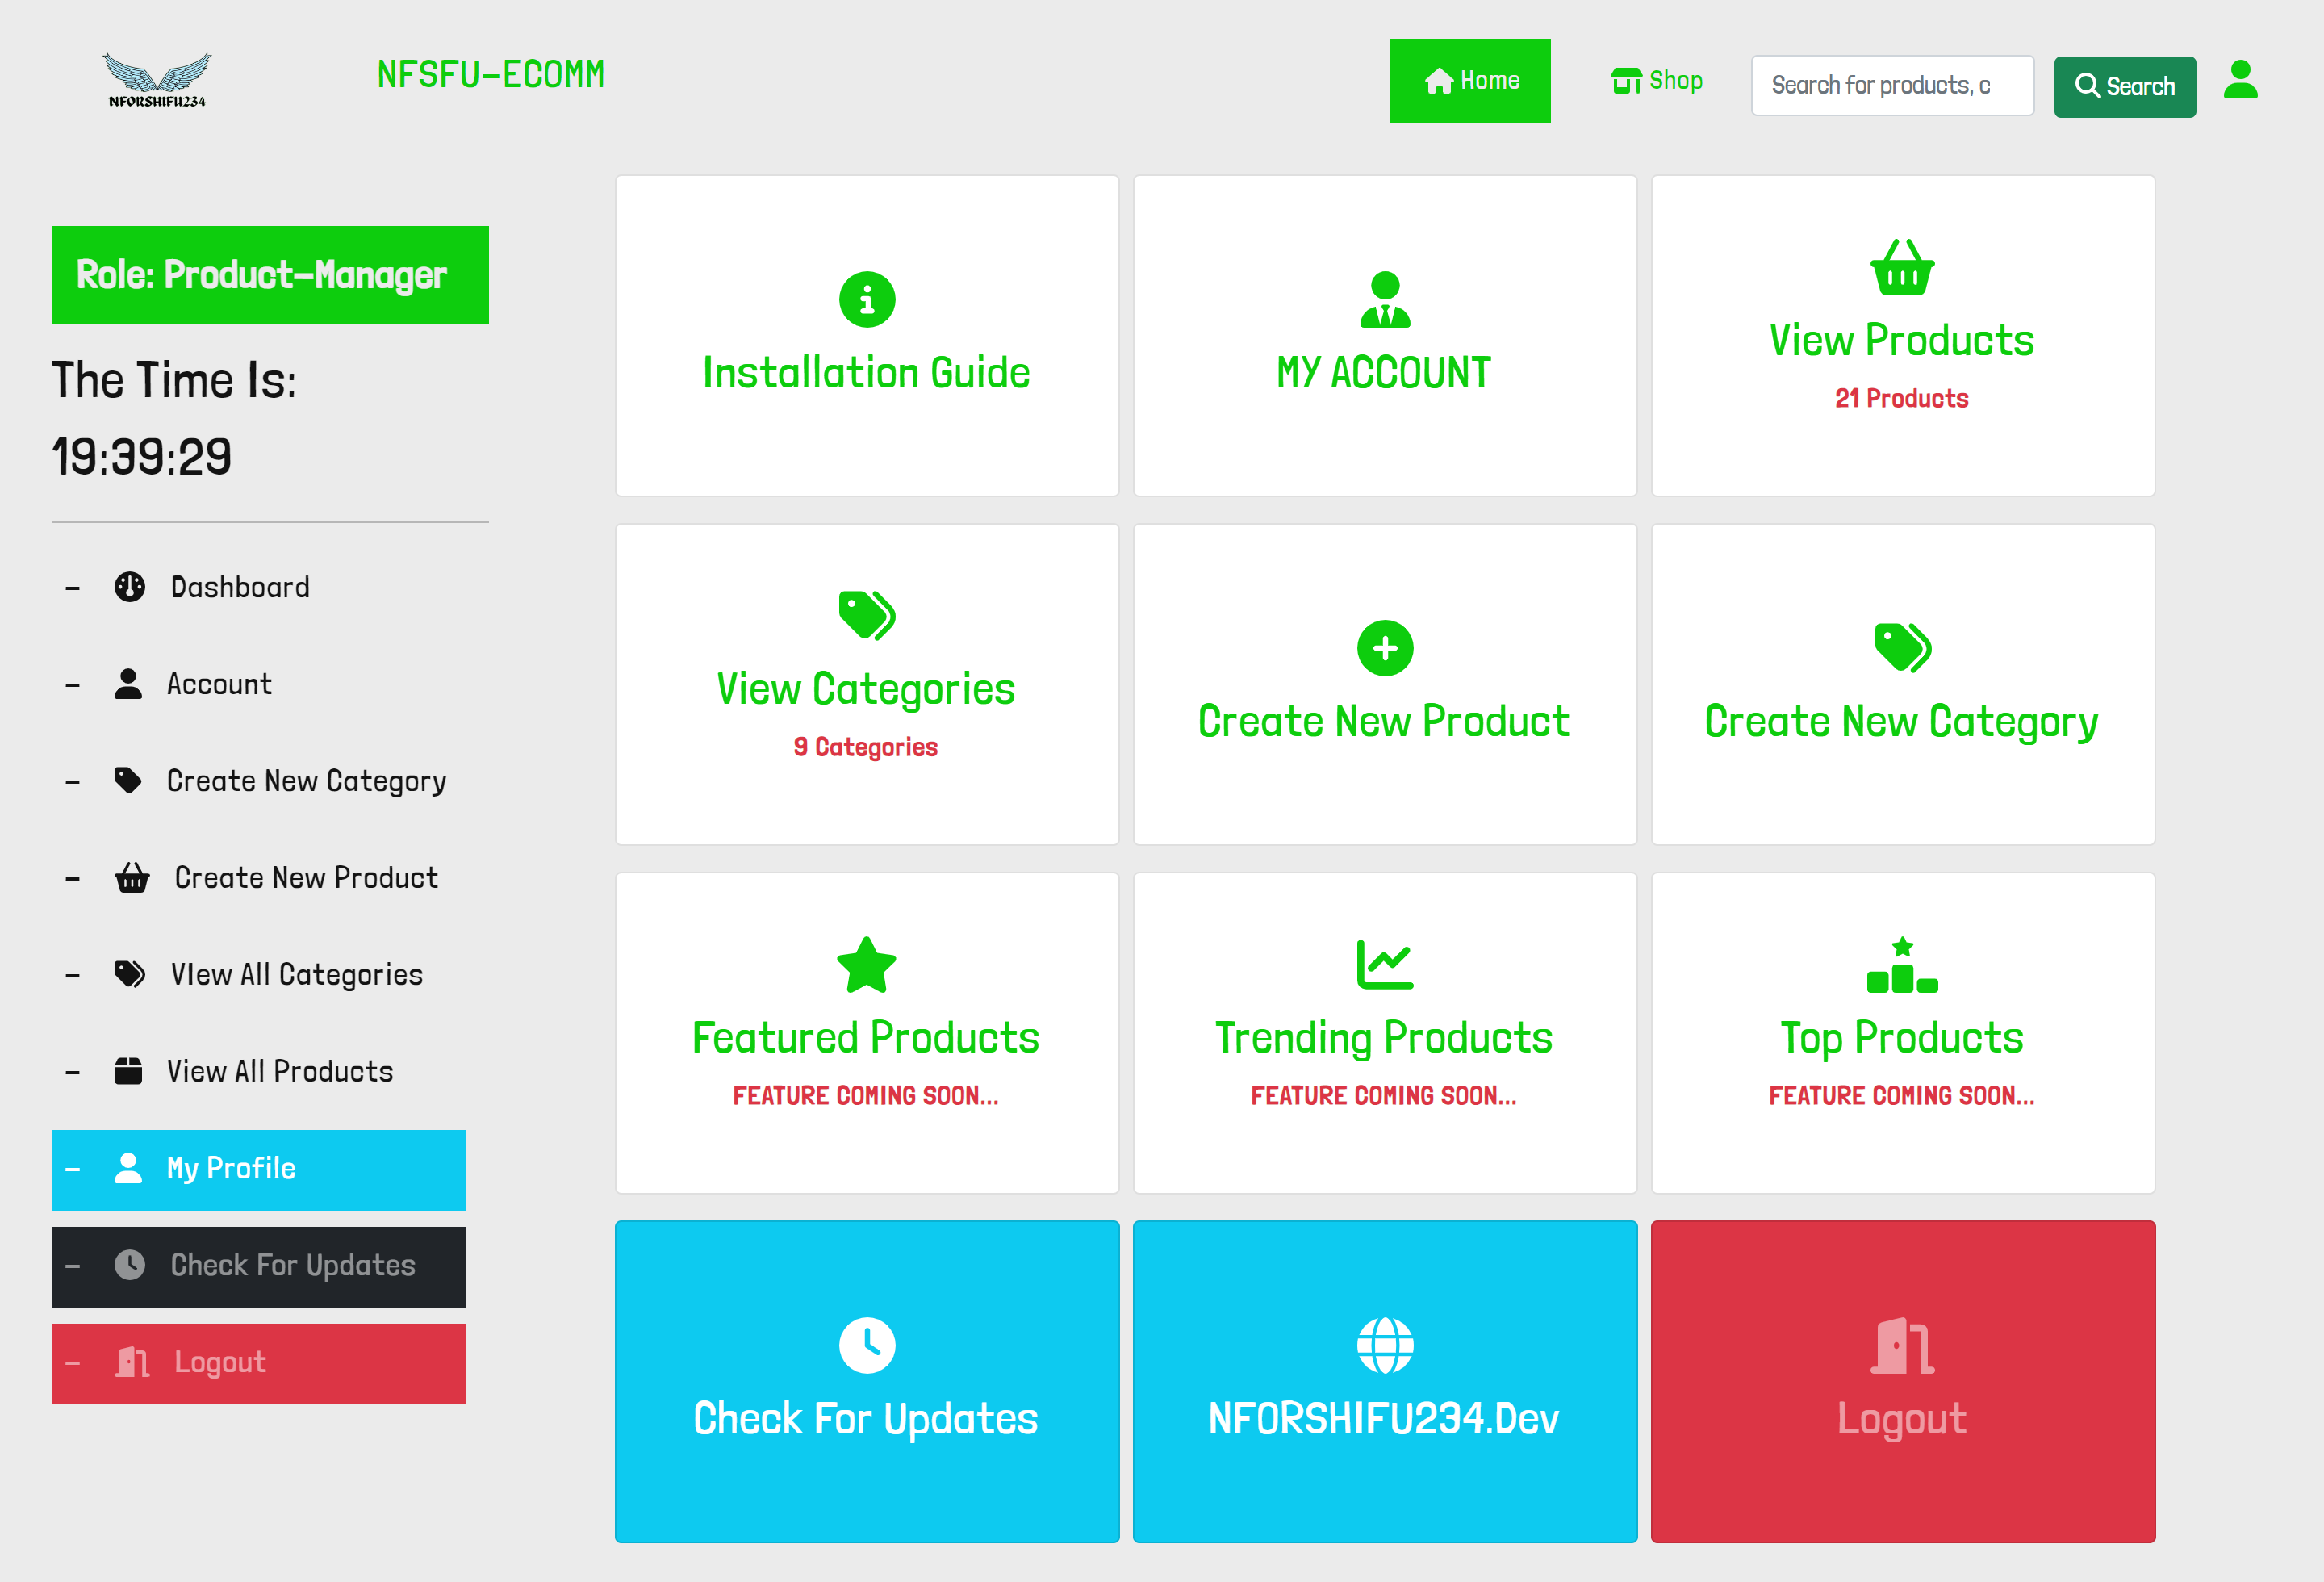 NFORSHIFU234
NFSFU-ECOMM
Home
Shop
Search for products, c
Search
Role: Product-Manager
The Time Is:
19:39:29
- Dashboard
- Account
- Create New Category
- Create New Product
- VIew All Categories
- View All Products
- My Profile
- Check For Updates
- Logout
Installation Guide
MY ACCOUNT
View Products
21 Products
View Categories
9 Categories
Create New Product
Create New Category
Featured Products
FEATURE COMING SOON...
Trending Products
FEATURE COMING SOON...
Top Products
FEATURE COMING SOON...
Check For Updates
NFORSHIFU234.Dev
Logout